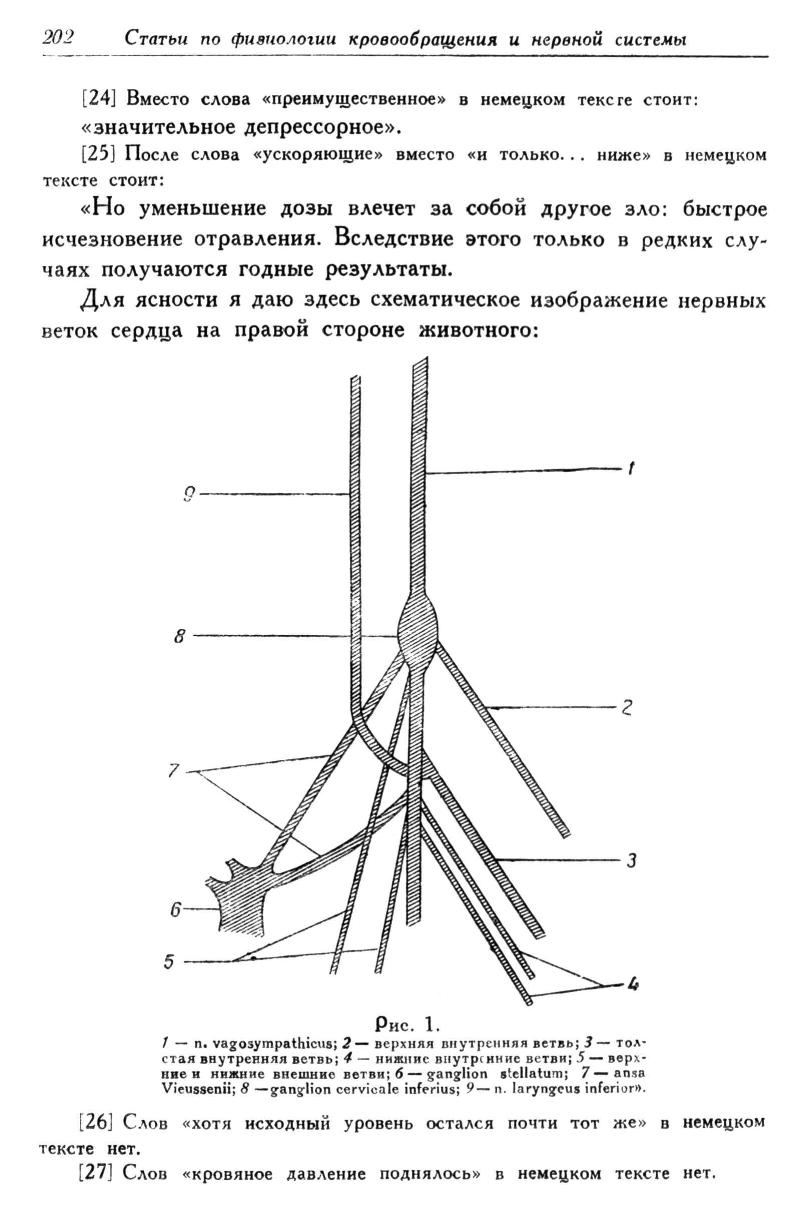 202 Статьи по физиологии кровообращения и нервной системы
[24] Вместо слова «преимущественное» в немецком тексте стоит:
«значительное депрессорное».
[25] После слова «ускоряющие» вместо «и только... ниже» в немецком
тексте стоит:
«Но уменьшение дозы влечет за собой другое зло: быстрое
исчезновение отравления. Вследствие этого только в редких слу-
чаях получаются годные результаты.
Для ясности я даю здесь схематическое изображение нервных
веток сердца на правой стороне животного:
1
9
8
2
7
3
6
5
4
Рис. 1.
1 — n. vagosympathicus; 2 — верхняя внутренняя ветвь; 3 — тол-
стая внутренняя ветвь; 4 — нижние внутренние ветви; 5 — верх-
ние и нижние внешние ветви; 6 — ganglion stellatum; 7 — ansa
Vieussenii; 8 — ganglion cervicale inferius; 9 — n. laryngeus inferior».
[26] Слов «хотя исходный уровень остался почти тот же» в немецком
тексте нет.
[27] Слов «кровяное давление поднялось» в немецком тексте нет.